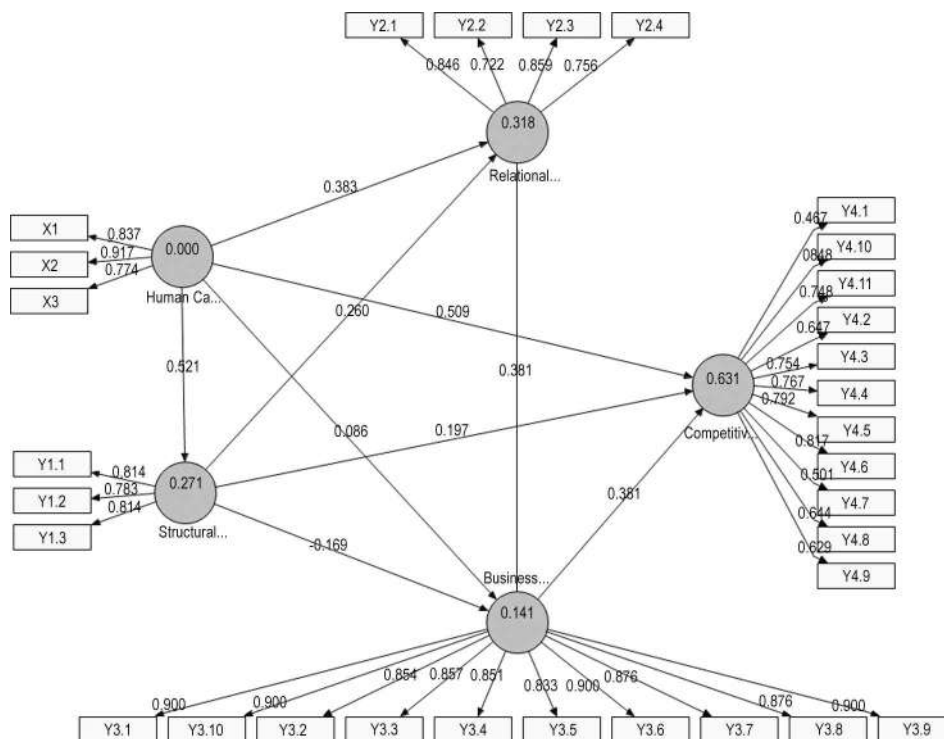 Y2.1 Y2.2 Y2.3 Y2.4
0.846 0.722 0.859 0.756
0.318
Relational...
0.383
X1 0.837
X2 0.917
X3 0.774
0.000
Human Ca...
0.260
0.509
0.521
0.381
0.086
0.197
0.467 Y4.1
0.848 Y4.10
0.748 Y4.11
0.647 Y4.2
0.754 Y4.3
0.767 Y4.4
0.792 Y4.5
0.817 Y4.6
0.501 Y4.7
0.644 Y4.8
0.629 Y4.9
0.631
Competitiv...
Y1.1 0.814
Y1.2 0.783
Y1.3 0.814
0.271
Structural...
-0.169
0.381
Business...
0.141
0.900 0.900 0.854 0.857 0.851 0.833 0.900 0.876 0.876 0.900
Y3.1 Y3.10 Y3.2 Y3.3 Y3.4 Y3.5 Y3.6 Y3.7 Y3.8 Y3.9